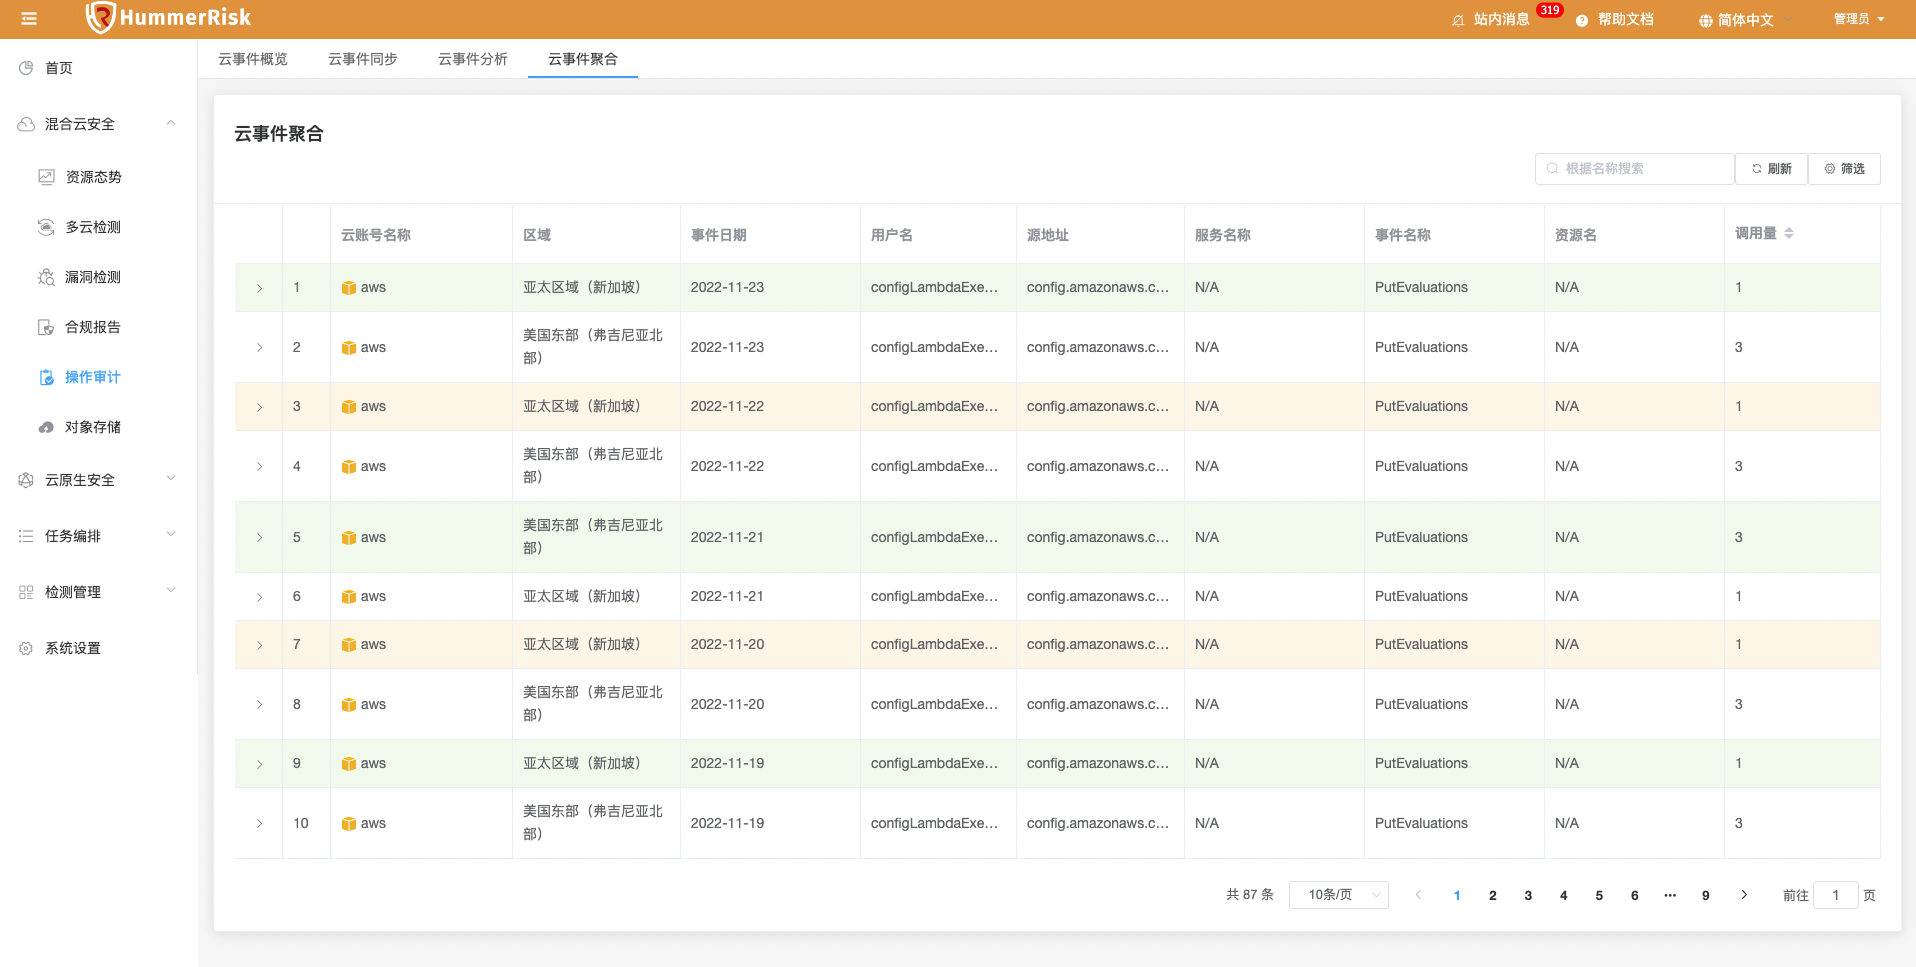 HummerRisk
站内消息 319 帮助文档 简体中文 管理员
首页
混合云安全
资源态势
多云检测
漏洞检测
合规报告
操作审计
对象存储
云原生安全
任务编排
检测管理
系统设置
云事件概览 云事件同步 云事件分析 云事件聚合
云事件聚合
根据名称搜索 刷新 筛选
云账号名称 区域 事件日期 用户名 源地址 服务名称 事件名称 资源名 调用量
1 aws 亚太区域（新加坡） 2022-11-23 configLambdaExe... config.amazonaws.c... N/A PutEvaluations N/A 1
2 aws 美国东部（弗吉尼亚北 2022-11-23 configLambdaExe... config.amazonaws.c... N/A PutEvaluations N/A 3
部）
3 aws 亚太区域（新加坡） 2022-11-22 configLambdaExe... config.amazonaws.c... N/A PutEvaluations N/A 1
4 aws 美国东部（弗吉尼亚北 2022-11-22 configLambdaExe... config.amazonaws.c... N/A PutEvaluations N/A 3
部）
5 aws 美国东部（弗吉尼亚北 2022-11-21 configLambdaExe... config.amazonaws.c... N/A PutEvaluations N/A 3
部）
6 aws 亚太区域（新加坡） 2022-11-21 configLambdaExe... config.amazonaws.c... N/A PutEvaluations N/A 1
7 aws 亚太区域（新加坡） 2022-11-20 configLambdaExe... config.amazonaws.c... N/A PutEvaluations N/A 1
8 aws 美国东部（弗吉尼亚北 2022-11-20 configLambdaExe... config.amazonaws.c... N/A PutEvaluations N/A 3
部）
9 aws 亚太区域（新加坡） 2022-11-19 configLambdaExe... config.amazonaws.c... N/A PutEvaluations N/A 1
10 aws 美国东部（弗吉尼亚北 2022-11-19 configLambdaExe... config.amazonaws.c... N/A PutEvaluations N/A 3
部）
共 87 条 10条/页 1 2 3 4 5 6 ... 9 前往 1 页